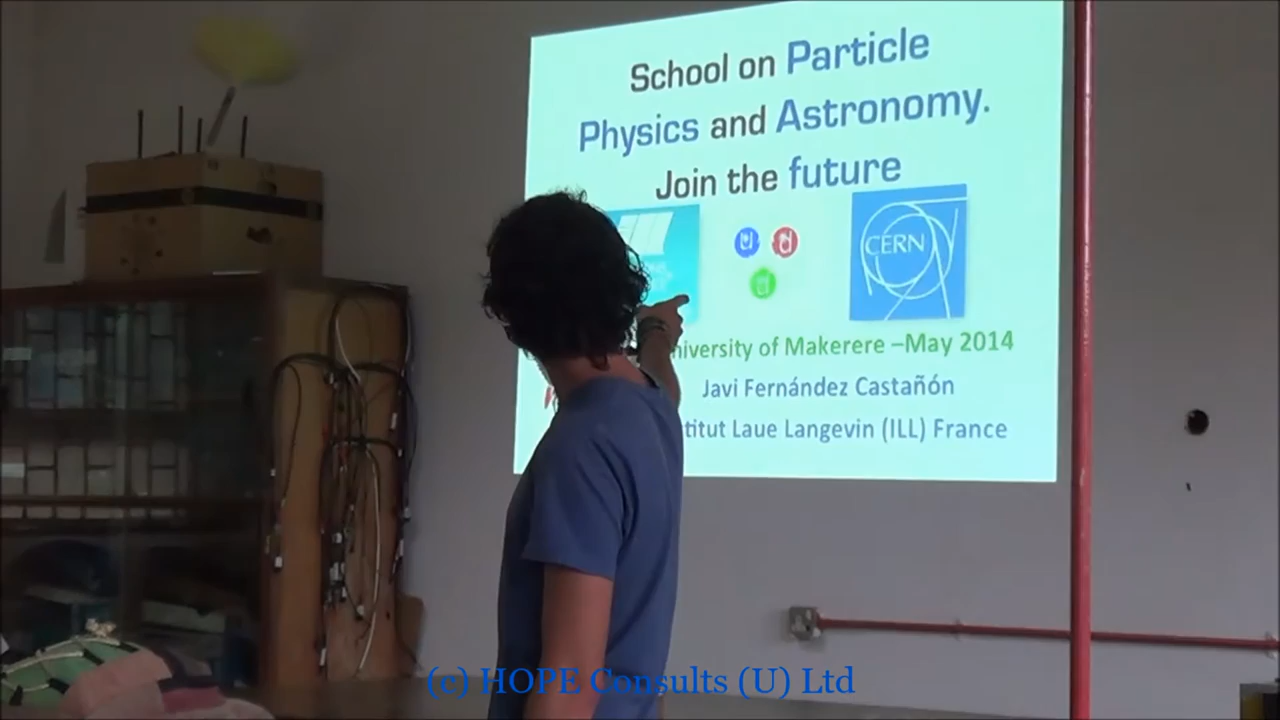 School on Particle
Physics and Astronomy.
Join the future
u d
CERN
niversity of Makerere –May 2014
Javi Fernández Castañón
titut Laue Langevin (ILL) France
(c) HOPE Consults (U) Ltd